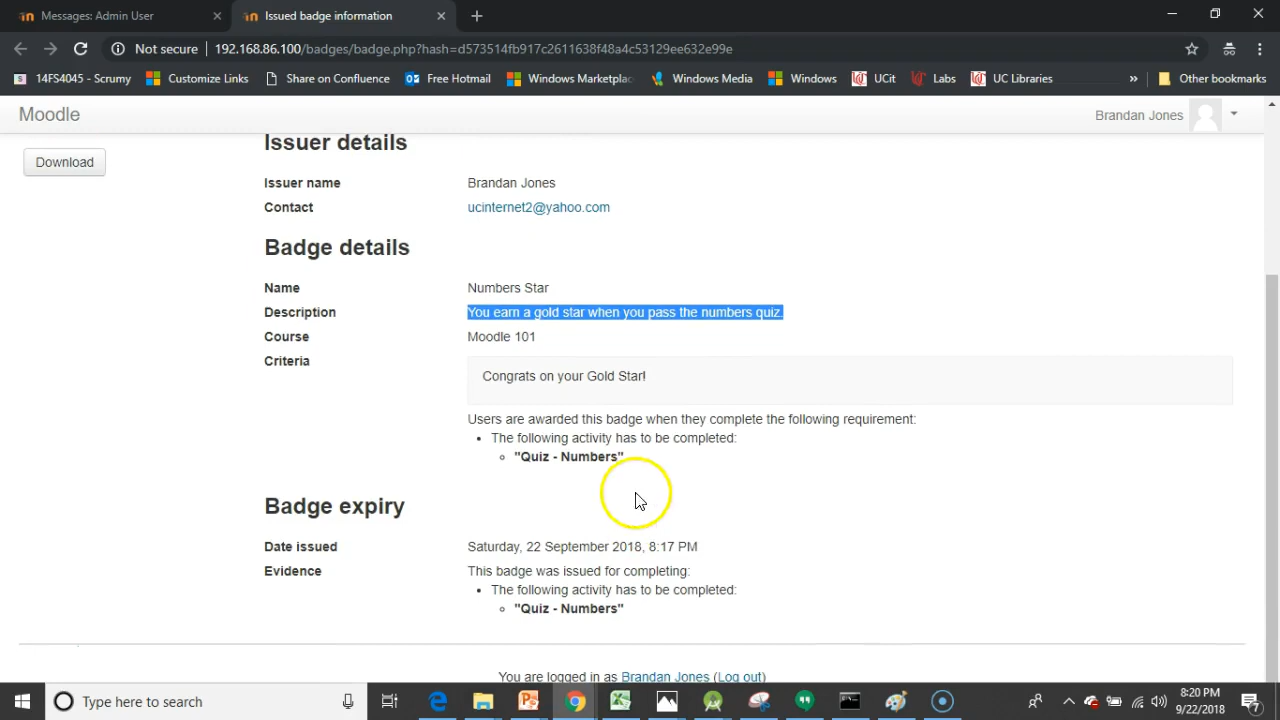 Messages: Admin User
Issued badge information
Not secure
192.168.86.100/badges/badge.php?hash=d573514fb917c2611638f48a4c53129ee632e99e
14FS4045 - Scrumy
Customize Links
Share on Confluence
Free Hotmail
Windows Marketplac
Windows Media
Windows
UCit
Labs
UC Libraries
»
Other bookmarks
Moodle
Brandan Jones
Download
Issuer details
Issuer name
Brandan Jones
Contact
ucinternet2@yahoo.com
Badge details
Name
Numbers Star
Description
You earn a gold star when you pass the numbers quiz.
Course
Moodle 101
Criteria
Congrats on your Gold Star!
Users are awarded this badge when they complete the following requirement:
The following activity has to be completed:
"Quiz - Numbers"
Badge expiry
Date issued
Saturday, 22 September 2018, 8:17 PM
Evidence
This badge was issued for completing:
The following activity has to be completed:
"Quiz - Numbers"
You are logged in as Brandan Jones (Log out)
Type here to search
8:20 PM
9/22/2018
7